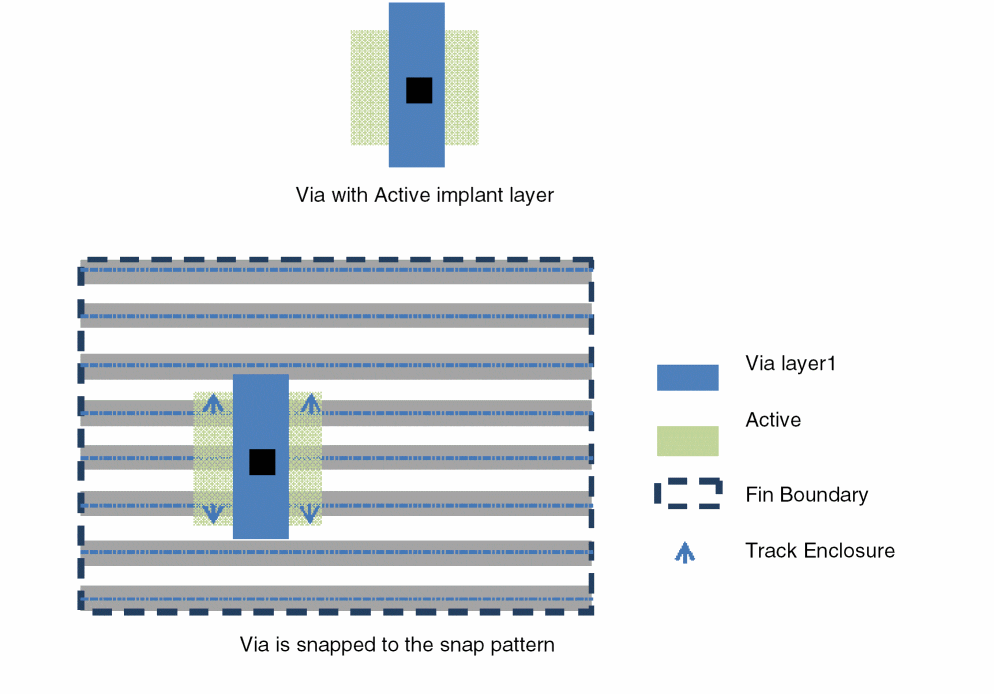 Via with Active implant layer
Via layer1
Active
Fin Boundary
Track Enclosure
Via is snapped to the snap pattern